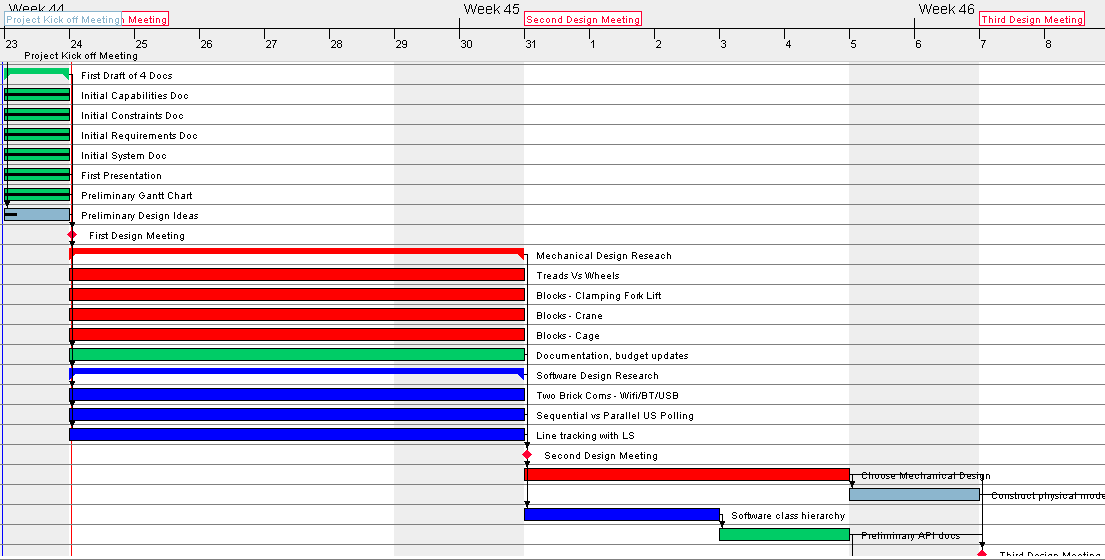 Week 44 Week 45 Week 46
Project Kick off Meeting Meeting Second Design Meeting Third Design Meeting
23 24 25 26 27 28 29 30 31 1 2 3 4 5 6 7 8
Project Kick off Meeting
First Draft of 4 Docs
Initial Capabilities Doc
Initial Constraints Doc
Initial Requirements Doc
Initial System Doc
First Presentation
Preliminary Gantt Chart
Preliminary Design Ideas
First Design Meeting
Mechanical Design Reseach
Treads Vs Wheels
Blocks - Clamping Fork Lift
Blocks - Crane
Blocks - Cage
Documentation, budget updates
Software Design Research
Two Brick Coms - Wifi/BT/USB
Sequential vs Parallel US Polling
Line tracking with LS
Second Design Meeting
Choose Mechanical Design
Construct physical mode
Software class hierarchy
Preliminary API docs
Third Design Meeting